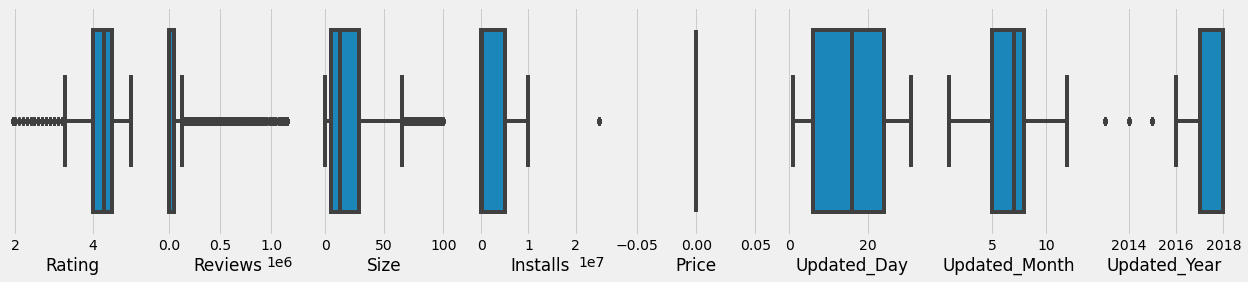 2 4 0.0 0.5 1.0 0 50 100 0 1 2 −0.05 0.00 0.05 0 20 5 10 2014 2016 2018
Rating Reviews 1e6 Size Installs 1e7 Price Updated_Day Updated_Month Updated_Year